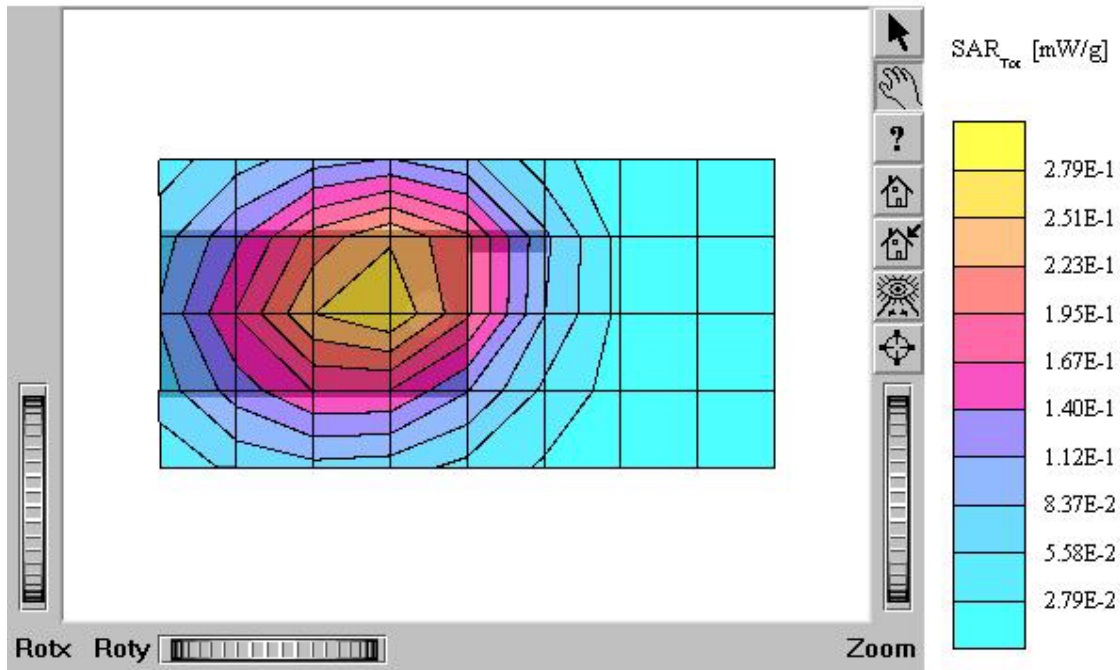 SAR_Tot [mW/g]
?
2.79E-1
2.51E-1
2.23E-1
1.95E-1
1.67E-1
1.40E-1
1.12E-1
8.37E-2
5.58E-2
2.79E-2
Rotx Roty Zoom